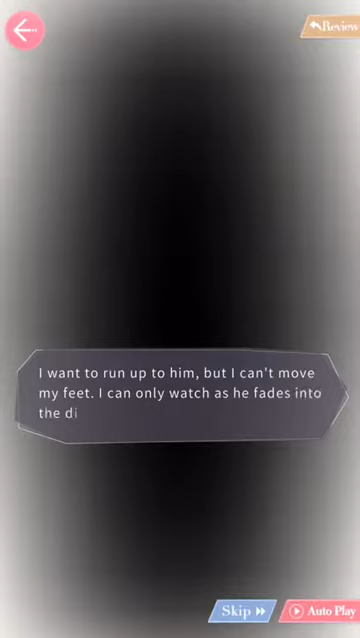 Review
I want to run up to him, but I can't move
my feet. I can only watch as he fades into
the di
Skip
Auto Play